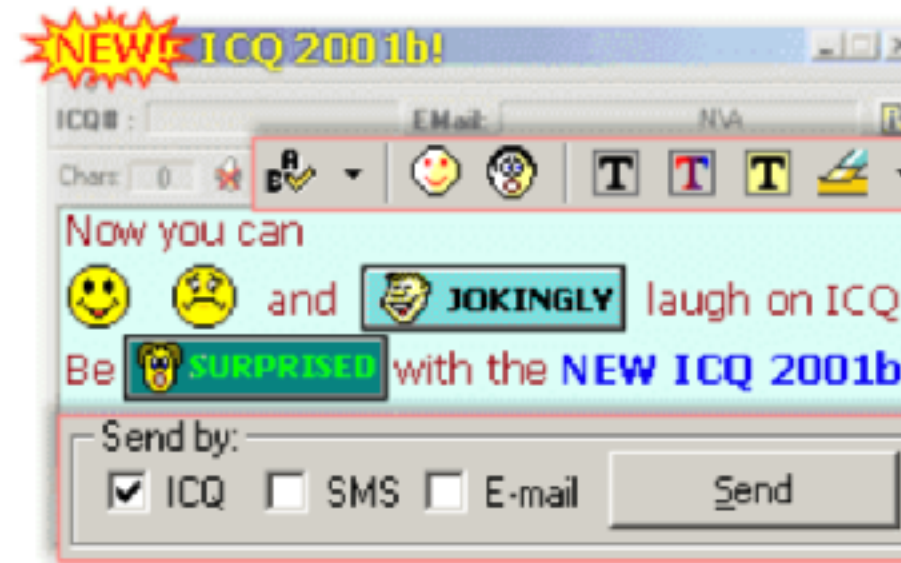 NEW! ICQ 2001b!
ICQ# : EMail: N\A
Chars: 0
Now you can
and JOKINGLY laugh on ICQ
Be SURPRISED with the NEW ICQ 2001b
Send by:
ICQ SMS E-mail Send